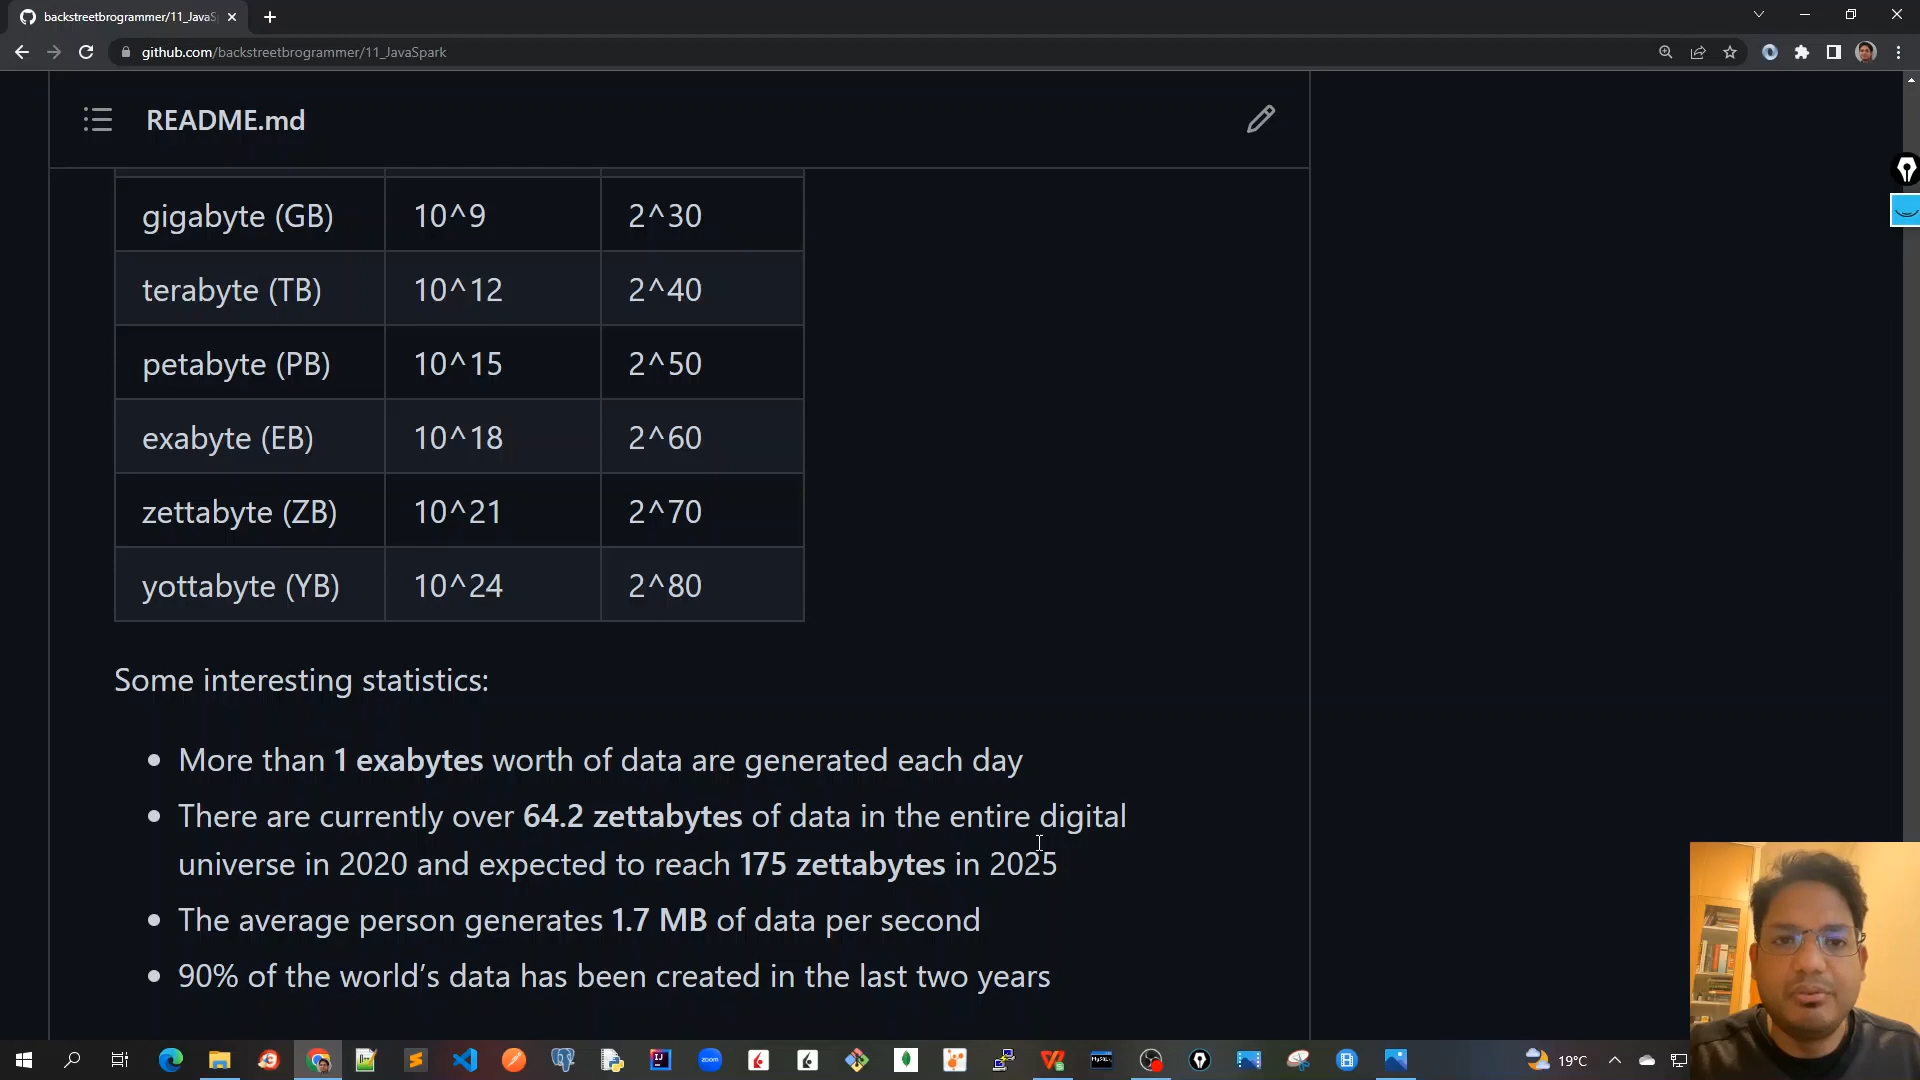 backstreetbrogrammer/11_JavaS
github.com/backstreetbrogrammer/11_JavaSpark
README.md
gigabyte (GB) 10^9 2^30
terabyte (TB) 10^12 2^40
petabyte (PB) 10^15 2^50
exabyte (EB) 10^18 2^60
zettabyte (ZB) 10^21 2^70
yottabyte (YB) 10^24 2^80
Some interesting statistics:
• More than 1 exabytes worth of data are generated each day
• There are currently over 64.2 zettabytes of data in the entire digital
universe in 2020 and expected to reach 175 zettabytes in 2025
• The average person generates 1.7 MB of data per second
• 90% of the world's data has been created in the last two years
zoom
19°C